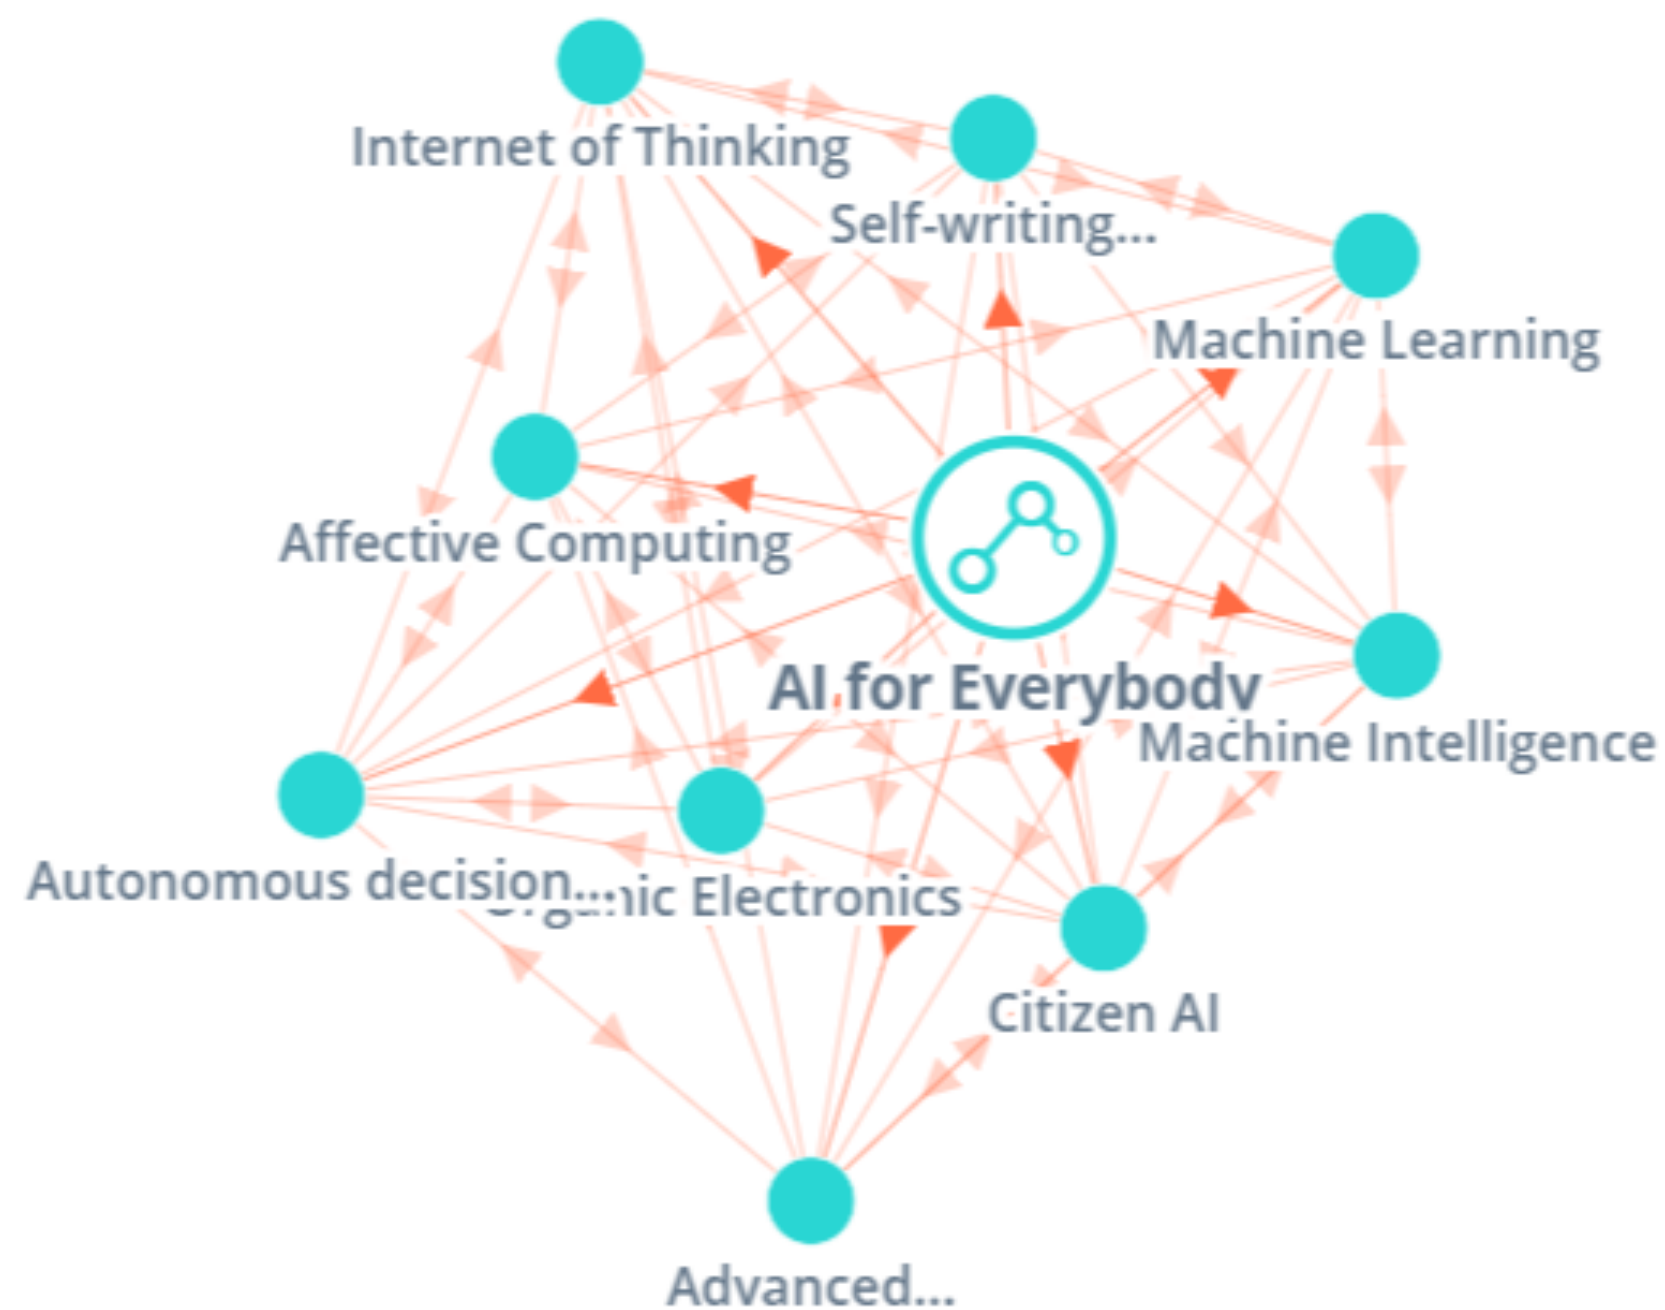 Internet of Thinking
Self-writing...
Machine Learning
Affective Computing
AI for Everybody
Machine Intelligence
Autonomous decision...
Electronics
Citizen AI
Advanced...